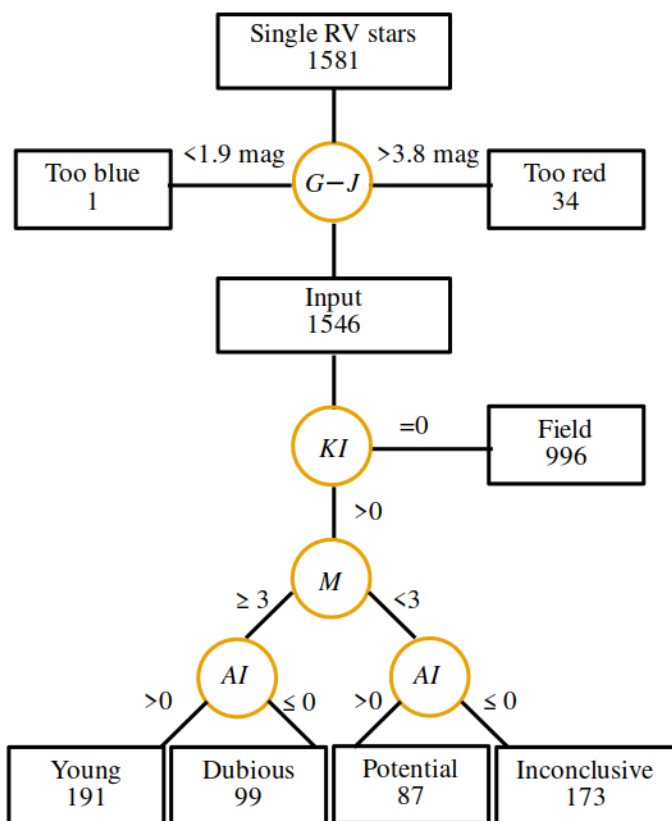 Single RV stars
1581
<1.9 mag
>3.8 mag
Too blue
1
G−J
Too red
34
Input
1546
KI
=0
Field
996
>0
M
≥ 3
<3
AI
AI
>0
≤ 0
>0
≤ 0
Young
191
Dubious
99
Potential
87
Inconclusive
173